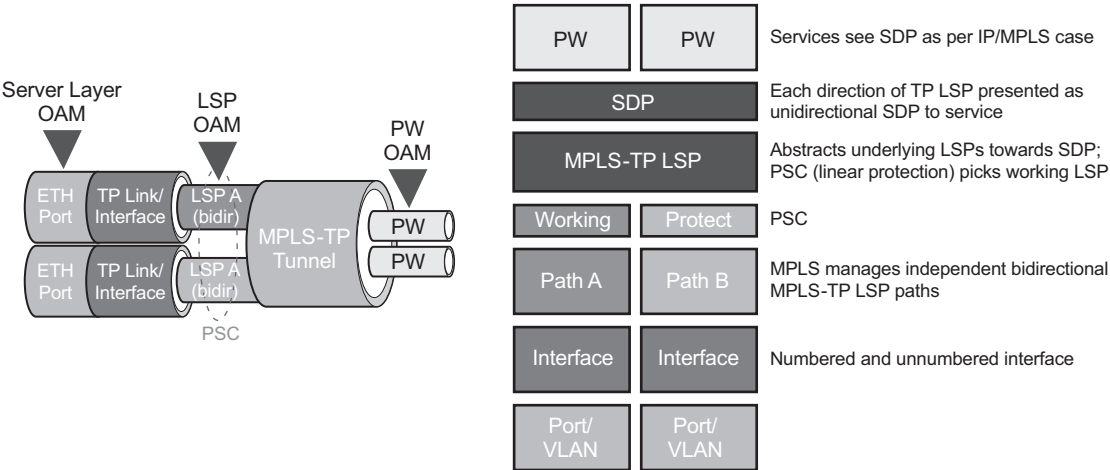 Server Layer
OAM
LSP
OAM
PW
OAM
ETH
Port
TP Link/
Interface
LSP A
(bidir)
MPLS-TP
Tunnel
PW
PW
ETH
Port
TP Link/
Interface
LSP A
(bidir)
PSC
PW
PW
Services see SDP as per IP/MPLS case
SDP
Each direction of TP LSP presented as
unidirectional SDP to service
MPLS-TP LSP
Abstracts underlying LSPs towards SDP;
PSC (linear protection) picks working LSP
Working
Protect
PSC
Path A
Path B
MPLS manages independent bidirectional
MPLS-TP LSP paths
Interface
Interface
Numbered and unnumbered interface
Port/
VLAN
Port/
VLAN